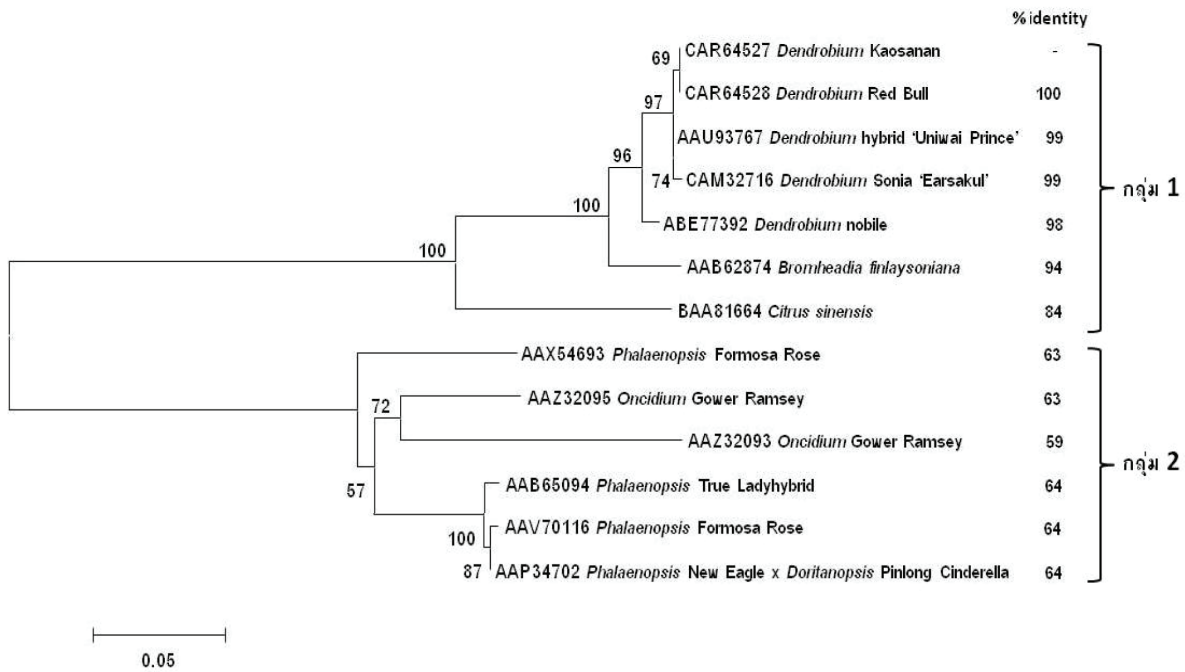 % identity
69 CAR64527 Dendrobium Kaosanan -
CAR64528 Dendrobium Red Bull 100
97
AAU93767 Dendrobium hybrid 'Uniwai Prince' 99
96
74 CAM32716 Dendrobium Sonia 'Earsakul' 99
กลุ่ม 1
100
ABE77392 Dendrobium nobile 98
100
AAB62874 Bromheadia finlaysoniana 94
BAA81664 Citrus sinensis 84
AAX54693 Phalaenopsis Formosa Rose 63
72
AAZ32095 Oncidium Gower Ramsey 63
AAZ32093 Oncidium Gower Ramsey 59
กลุ่ม 2
57
AAB65094 Phalaenopsis True Ladyhybrid 64
AAV70116 Phalaenopsis Formosa Rose 64
100
87 AAP34702 Phalaenopsis New Eagle x Doritanopsis Pinlong Cinderella 64
0.05